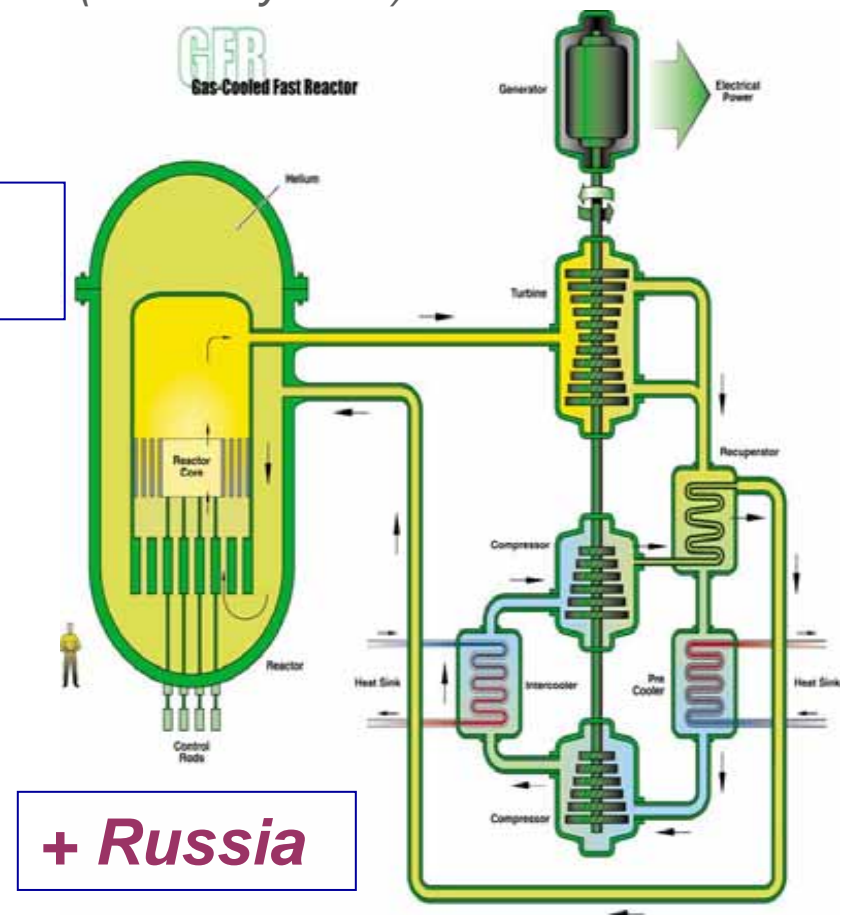 GFR
Gas-Cooled Fast Reactor
Generator
Electrical
Power
Helium
Turbine
Reactor
Core
Recuperator
Compressor
Heat Sink
Intercooler
Pre
Cooler
Heat Sink
Reactor
Control
Rods
Compressor
+ Russia